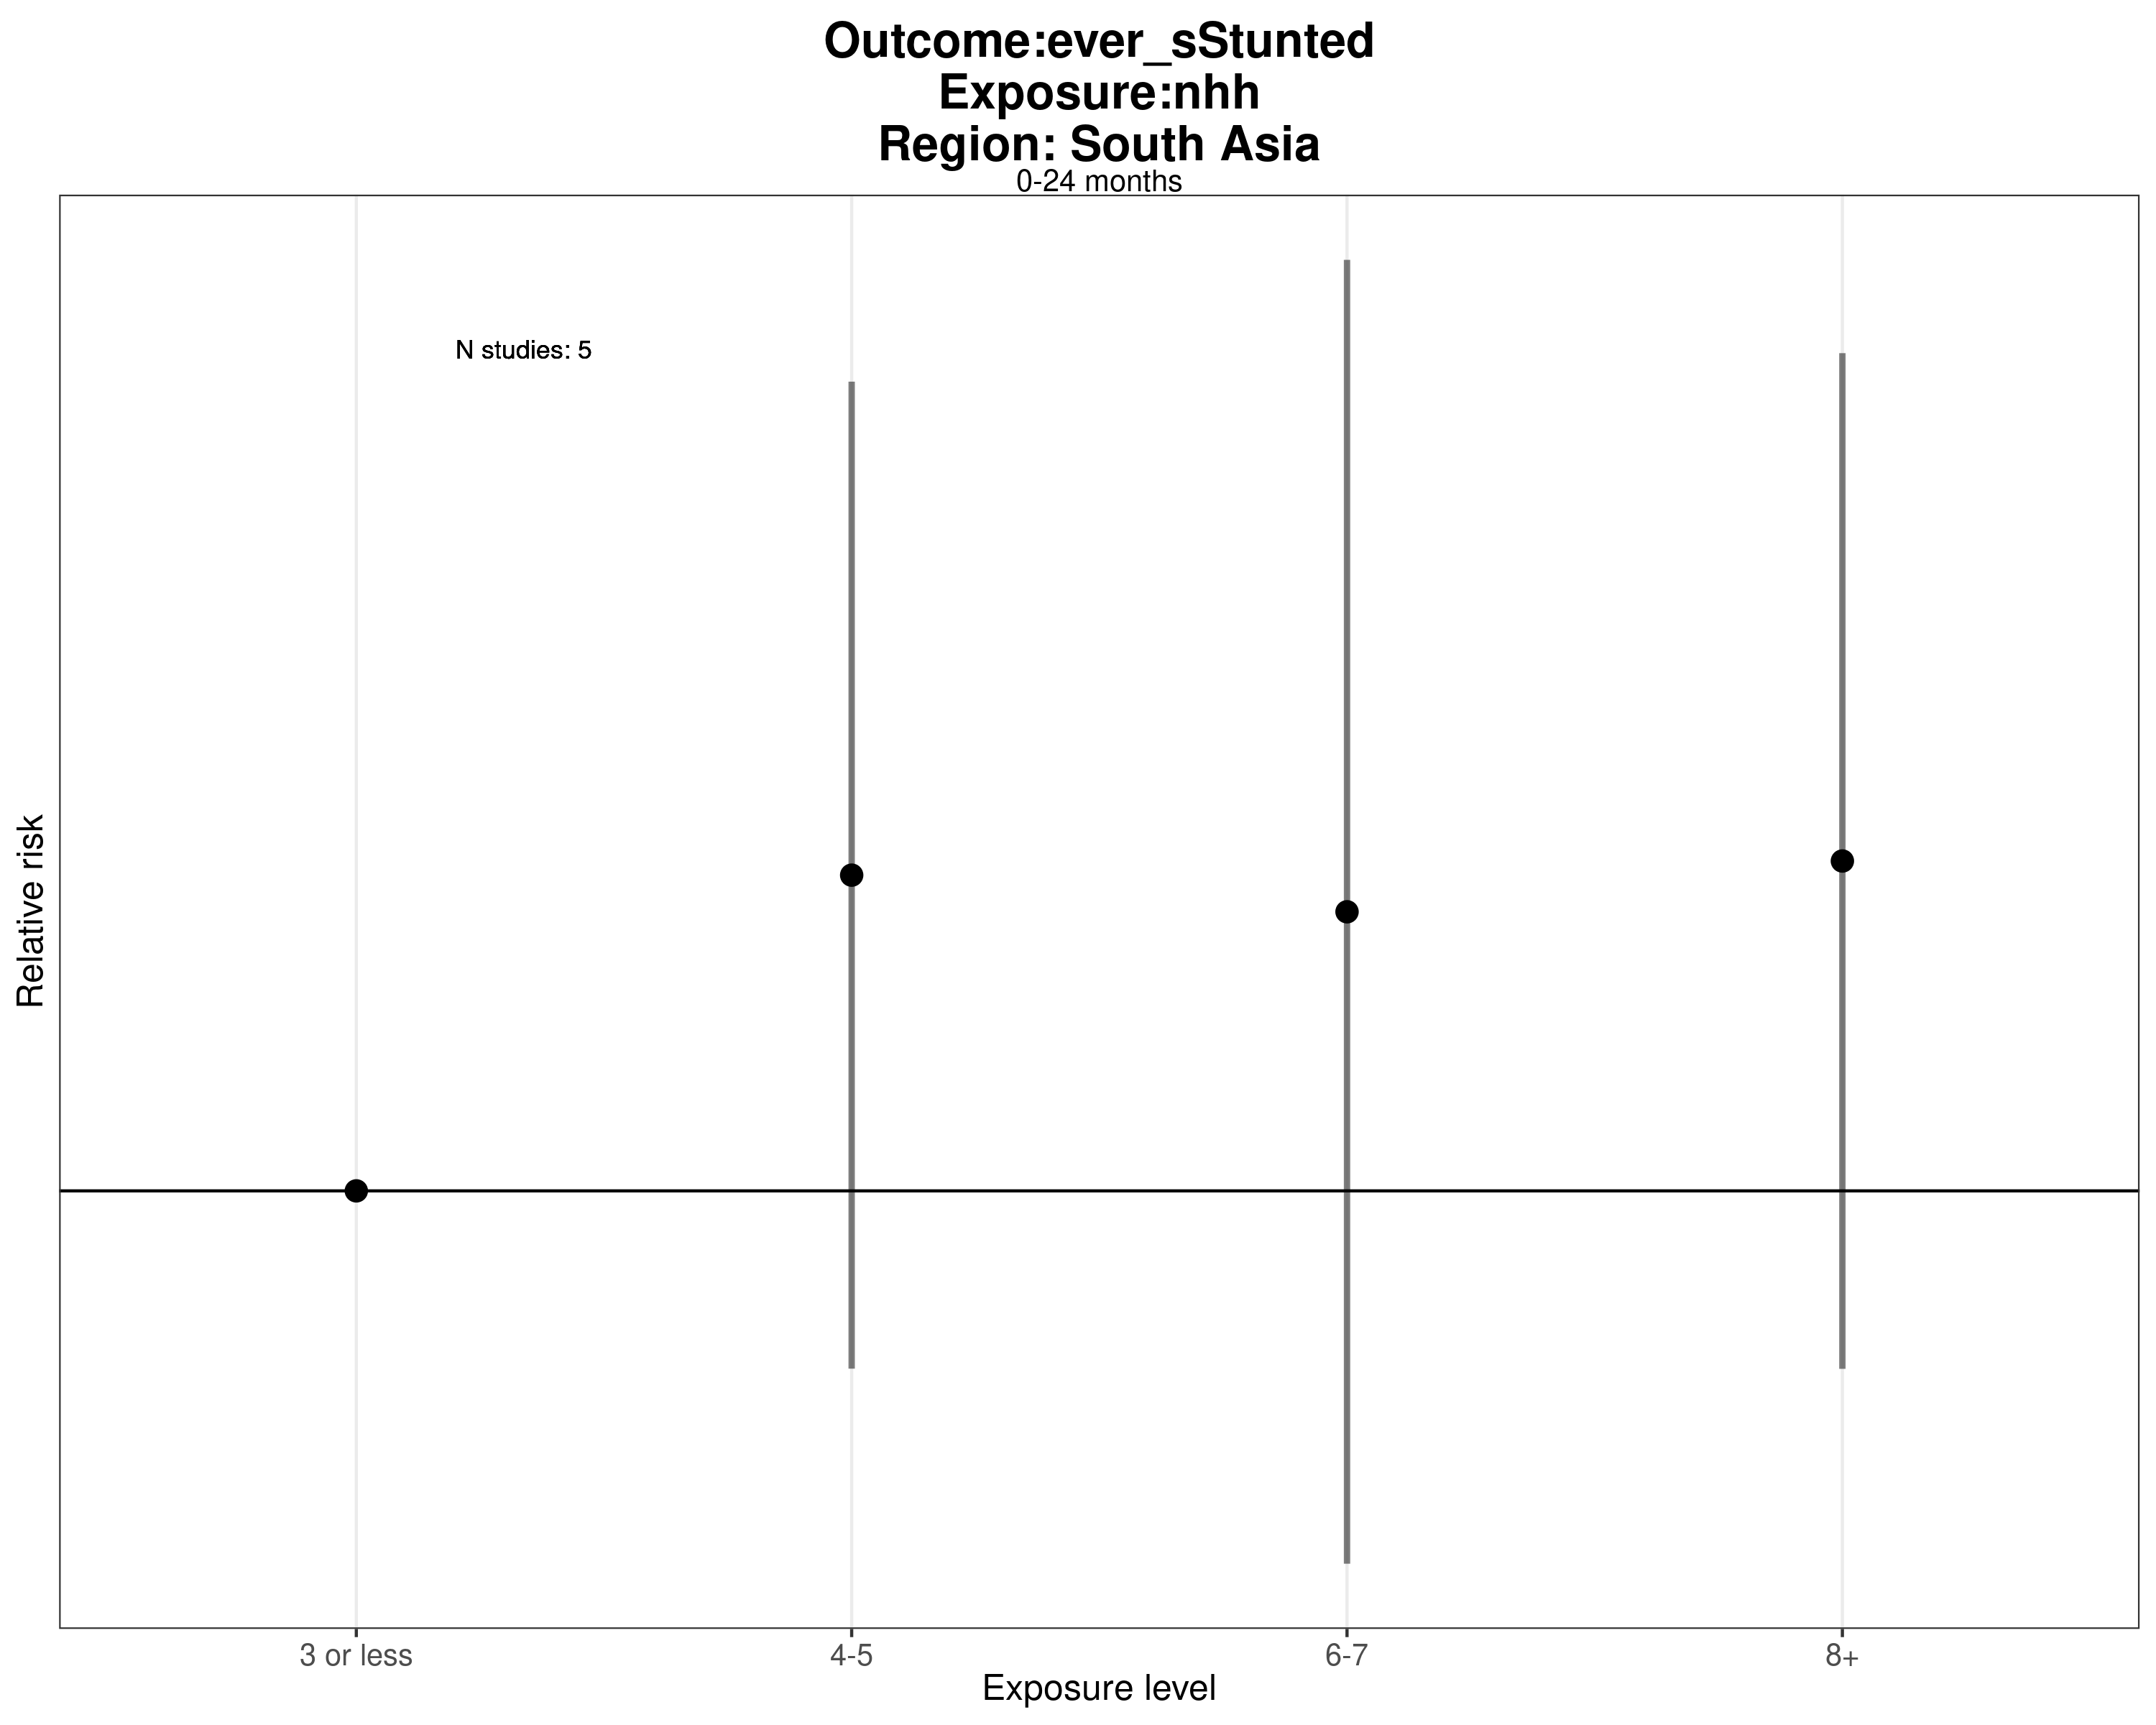 Outcome:ever_sStunted
Exposure:nhh
Region: South Asia
0-24 months
N studies: 5
Relative risk
3 or less
4-5
6-7
8+
Exposure level